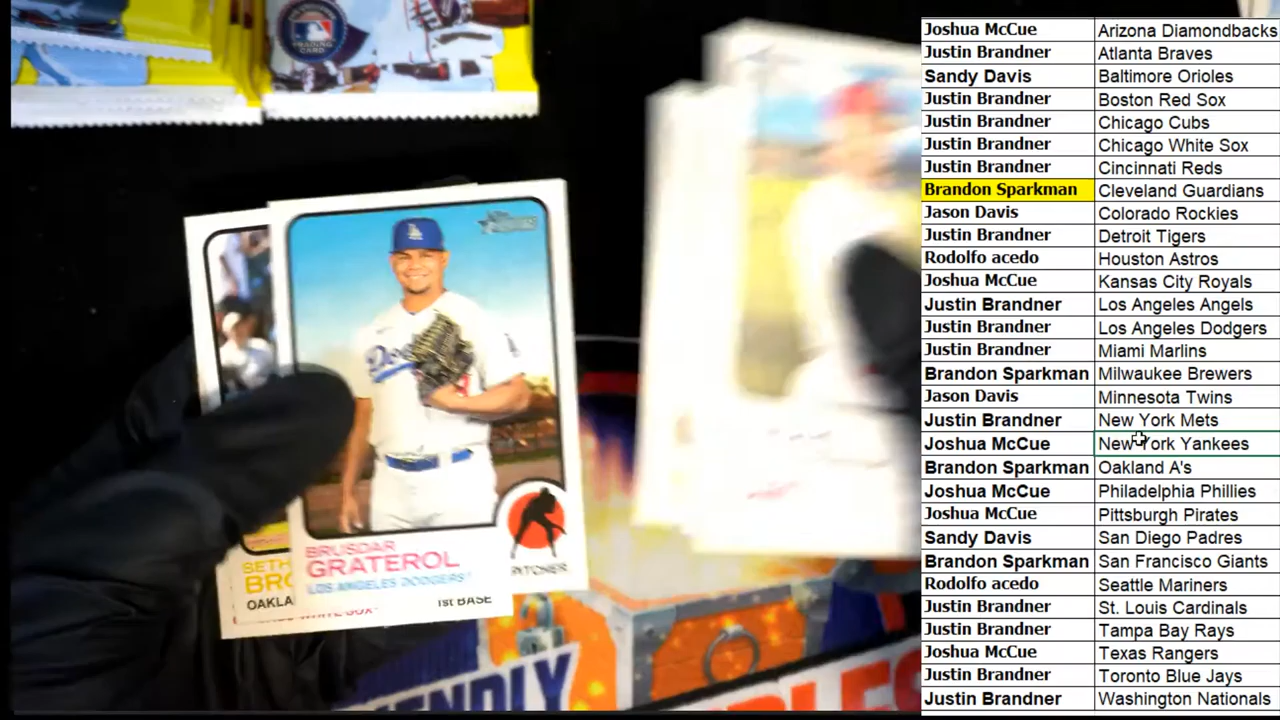 TRADING
CARD
BRUSDAR
GRATEROL
LOS ANGELES DODGERS
PITCHER
SETH
BRO
OAKLA
1st BASE
WHITE SOX
Joshua McCue Arizona Diamondbacks
Justin Brandner Atlanta Braves
Sandy Davis Baltimore Orioles
Justin Brandner Boston Red Sox
Justin Brandner Chicago Cubs
Justin Brandner Chicago White Sox
Justin Brandner Cincinnati Reds
Brandon Sparkman Cleveland Guardians
Jason Davis Colorado Rockies
Justin Brandner Detroit Tigers
Rodolfo acedo Houston Astros
Joshua McCue Kansas City Royals
Justin Brandner Los Angeles Angels
Justin Brandner Los Angeles Dodgers
Justin Brandner Miami Marlins
Brandon Sparkman Milwaukee Brewers
Jason Davis Minnesota Twins
Justin Brandner New York Mets
Joshua McCue New York Yankees
Brandon Sparkman Oakland A's
Joshua McCue Philadelphia Phillies
Joshua McCue Pittsburgh Pirates
Sandy Davis San Diego Padres
Brandon Sparkman San Francisco Giants
Rodolfo acedo Seattle Mariners
Justin Brandner St. Louis Cardinals
Justin Brandner Tampa Bay Rays
Joshua McCue Texas Rangers
Justin Brandner Toronto Blue Jays
Justin Brandner Washington Nationals